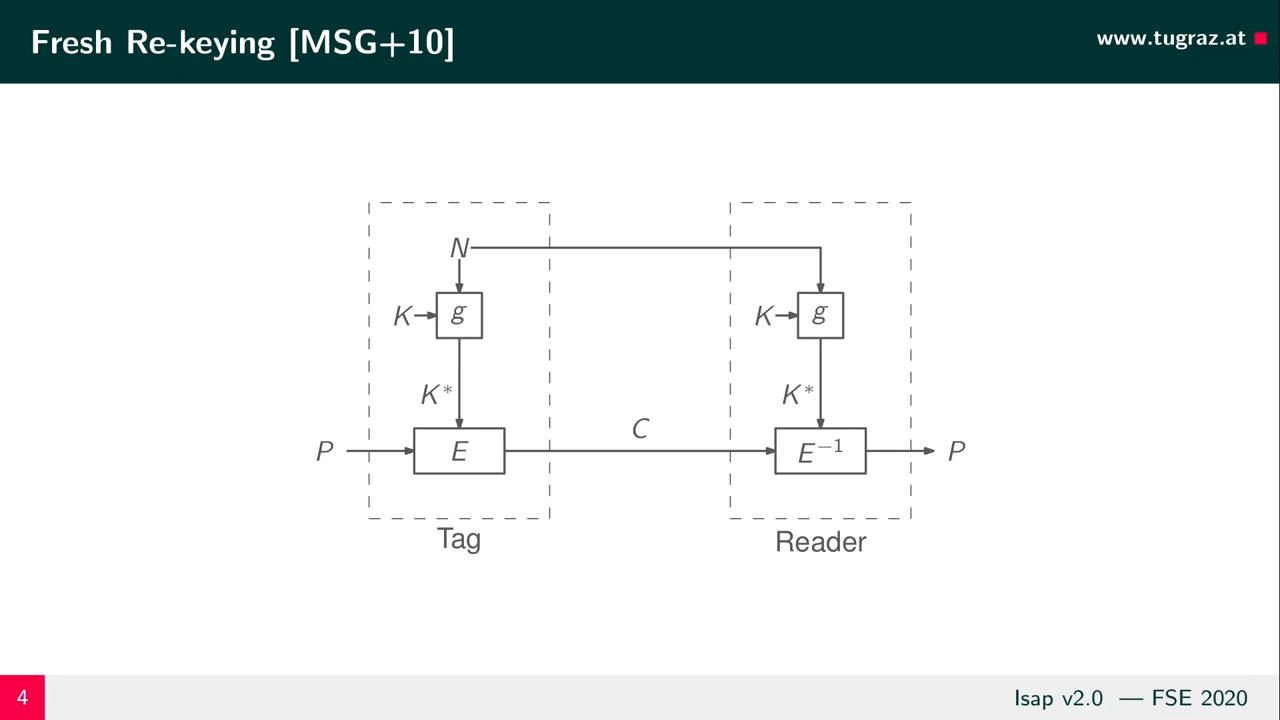 Fresh Re-keying [MSG+10]
www.tugraz.at
N
K g K g
K* K*
C
P E E⁻¹ P
Tag Reader
4 Isap v2.0 — FSE 2020